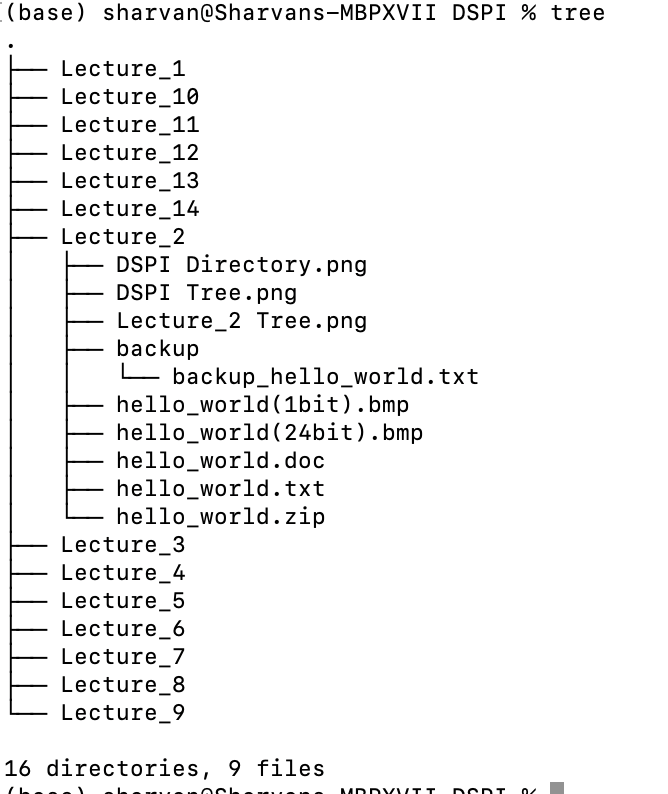 (base) sharvan@Sharvans-MBPXVII DSPI % tree
.
├── Lecture_1
├── Lecture_10
├── Lecture_11
├── Lecture_12
├── Lecture_13
├── Lecture_14
├── Lecture_2
│   ├── DSPI Directory.png
│   ├── DSPI Tree.png
│   ├── Lecture_2 Tree.png
│   ├── backup
│   │   └── backup_hello_world.txt
│   ├── hello_world(1bit).bmp
│   ├── hello_world(24bit).bmp
│   ├── hello_world.doc
│   ├── hello_world.txt
│   └── hello_world.zip
├── Lecture_3
├── Lecture_4
├── Lecture_5
├── Lecture_6
├── Lecture_7
├── Lecture_8
└── Lecture_9
16 directories, 9 files
(base) sharvan@Sharvans-MBPXVII DSPI %